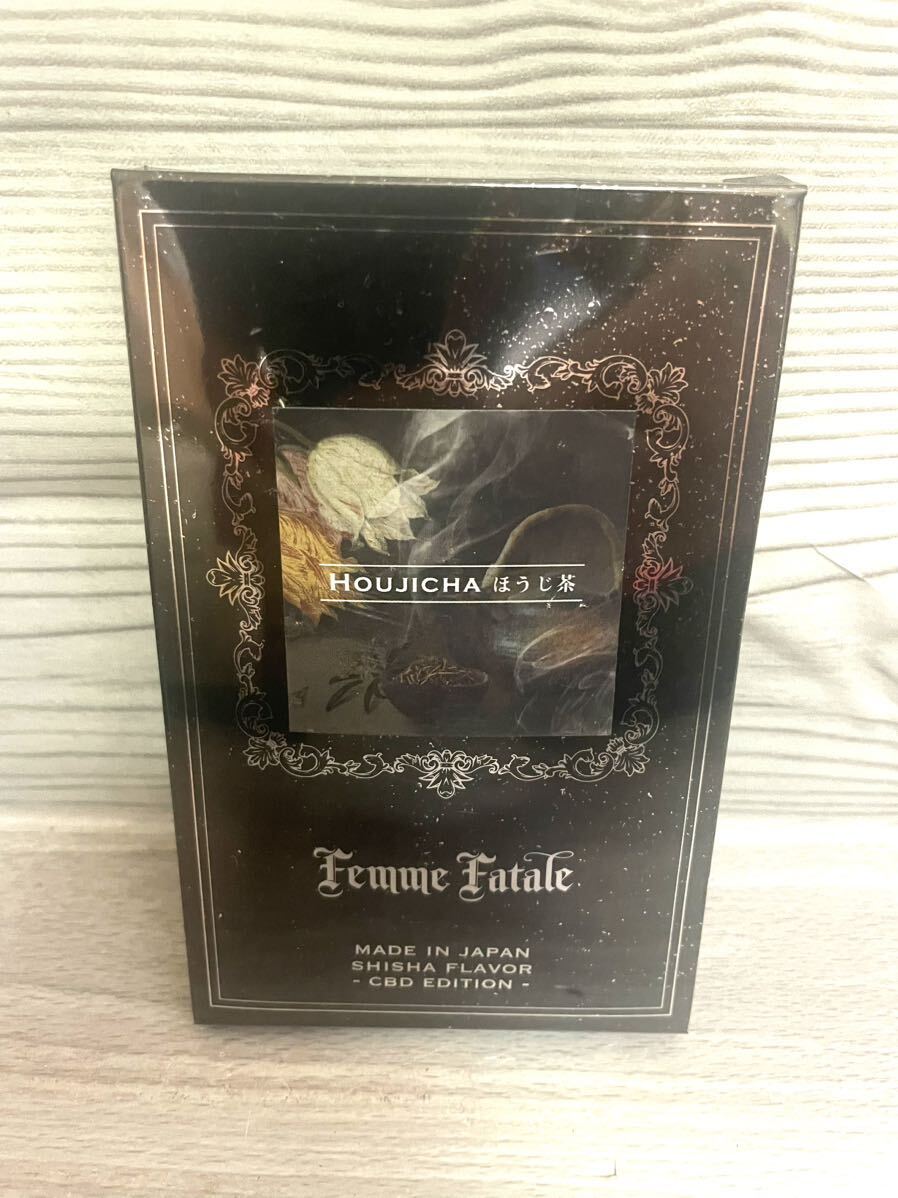 HOUJICHA ほうじ茶
Femme Fatale
MADE IN JAPAN
SHISHA FLAVOR
- CBD EDITION -